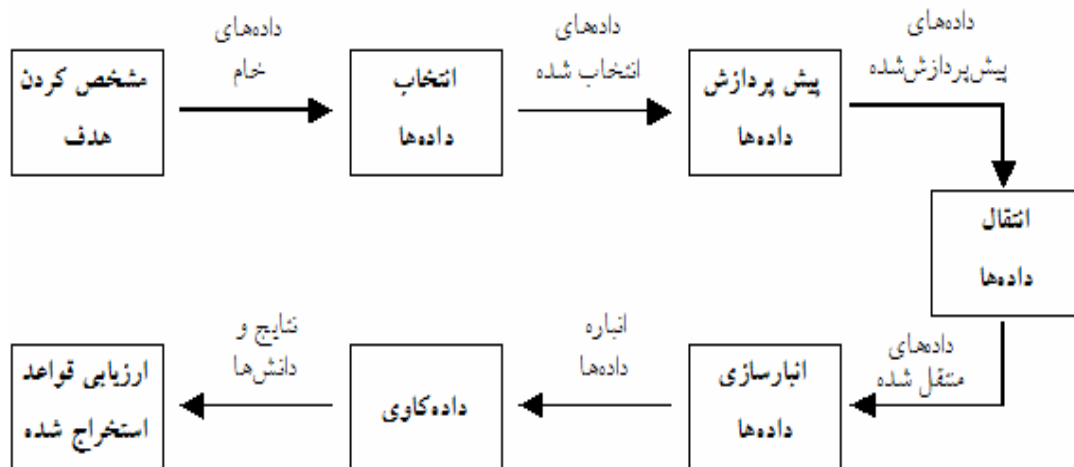 مشخص کردن
هدف
داده‌های
خام
انتخاب
داده‌ها
داده‌های
انتخاب شده
پیش پردازش
داده‌ها
داده‌های
پیش‌پردازش‌شده
انتقال
داده‌ها
داده‌های
منتقل شده
انبارسازی
داده‌ها
انباره
داده‌ها
داده‌کاوی
نتایج و
دانش‌ها
ارزیابی قواعد
استخراج شده